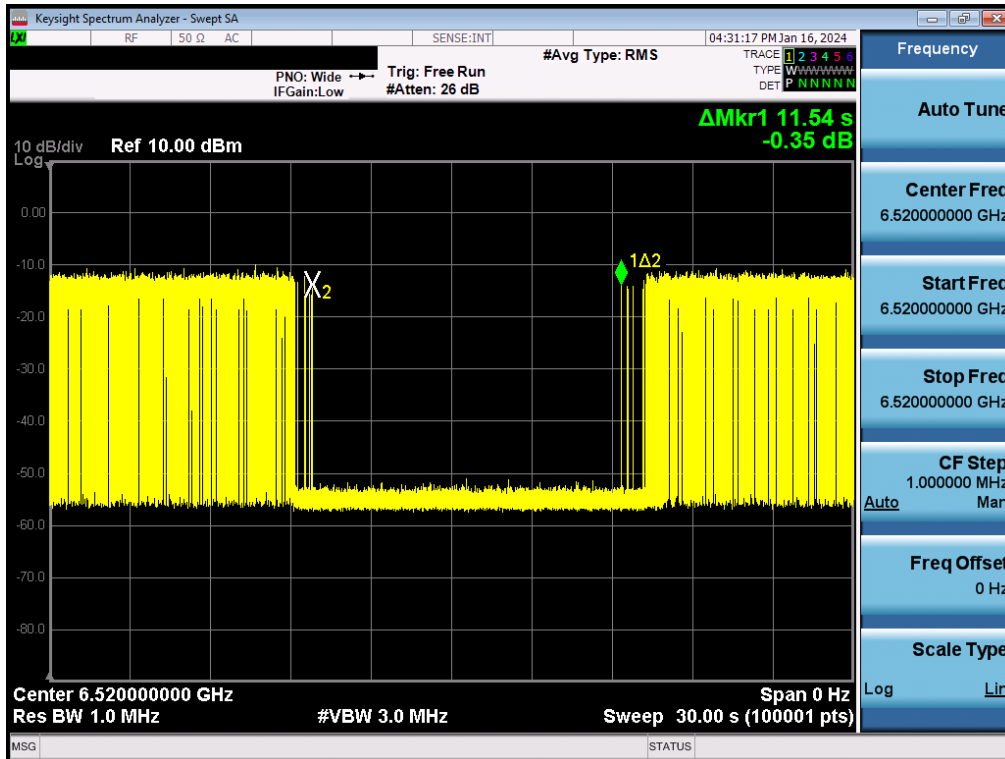 Keysight Spectrum Analyzer - Swept SA
LXI RF 50 Ω AC SENSE:INT 04:31:17 PM Jan 16, 2024
#Avg Type: RMS TRACE 1 2 3 4 5 6
PNO: Wide Trig: Free Run TYPE WWWWWW
IFGain:Low #Atten: 26 dB DET P N N N N N
ΔMkr1 11.54 s
-0.35 dB
10 dB/div Ref 10.00 dBm
Log
0.00
-10.0
-20.0
-30.0
-40.0
-50.0
-60.0
-70.0
-80.0
2
1Δ2
Center 6.520000000 GHz Span 0 Hz
Res BW 1.0 MHz #VBW 3.0 MHz Sweep 30.00 s (100001 pts)
MSG STATUS
Frequency
Auto Tune
Center Freq
6.520000000 GHz
Start Freq
6.520000000 GHz
Stop Freq
6.520000000 GHz
CF Step
1.000000 MHz
Auto Man
Freq Offset
0 Hz
Scale Type
Log Lin